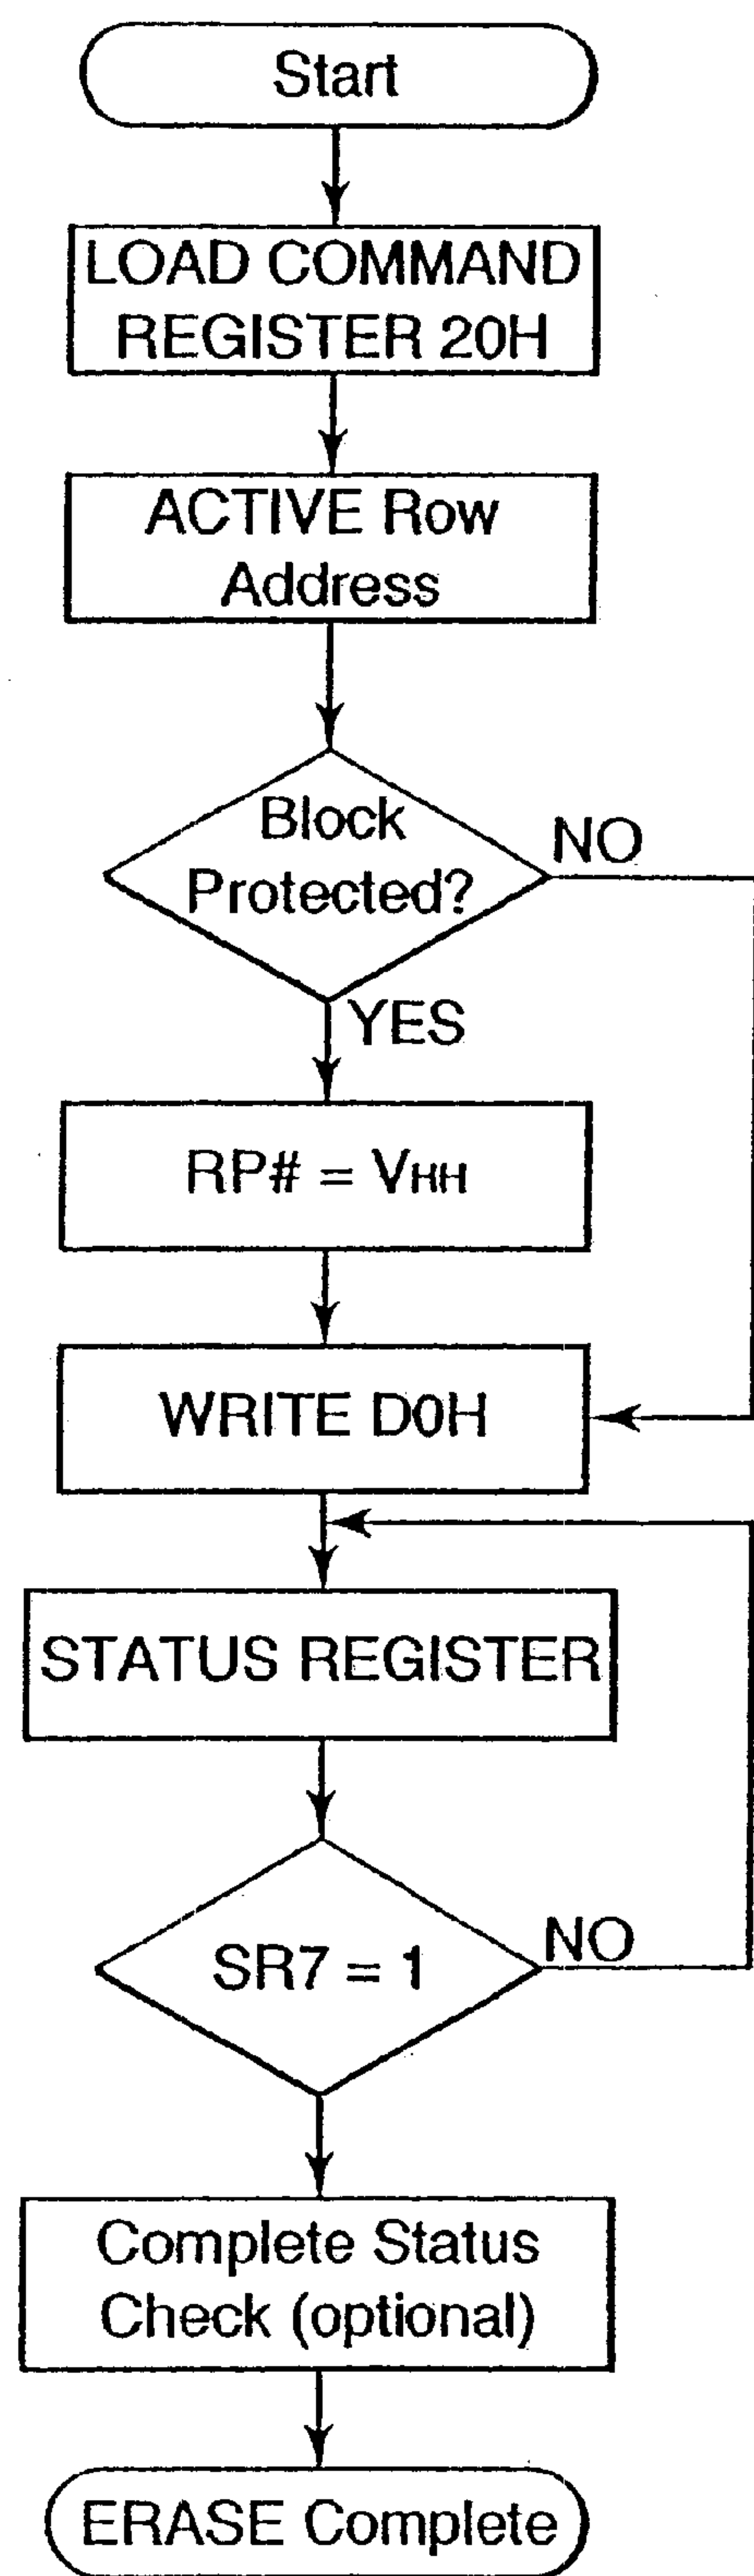 Start
LOAD COMMAND
REGISTER 20H
ACTIVE Row
Address
Block
Protected?
NO
YES
RP# = VHH
WRITE D0H
STATUS REGISTER
SR7 = 1
NO
Complete Status
Check (optional)
ERASE Complete